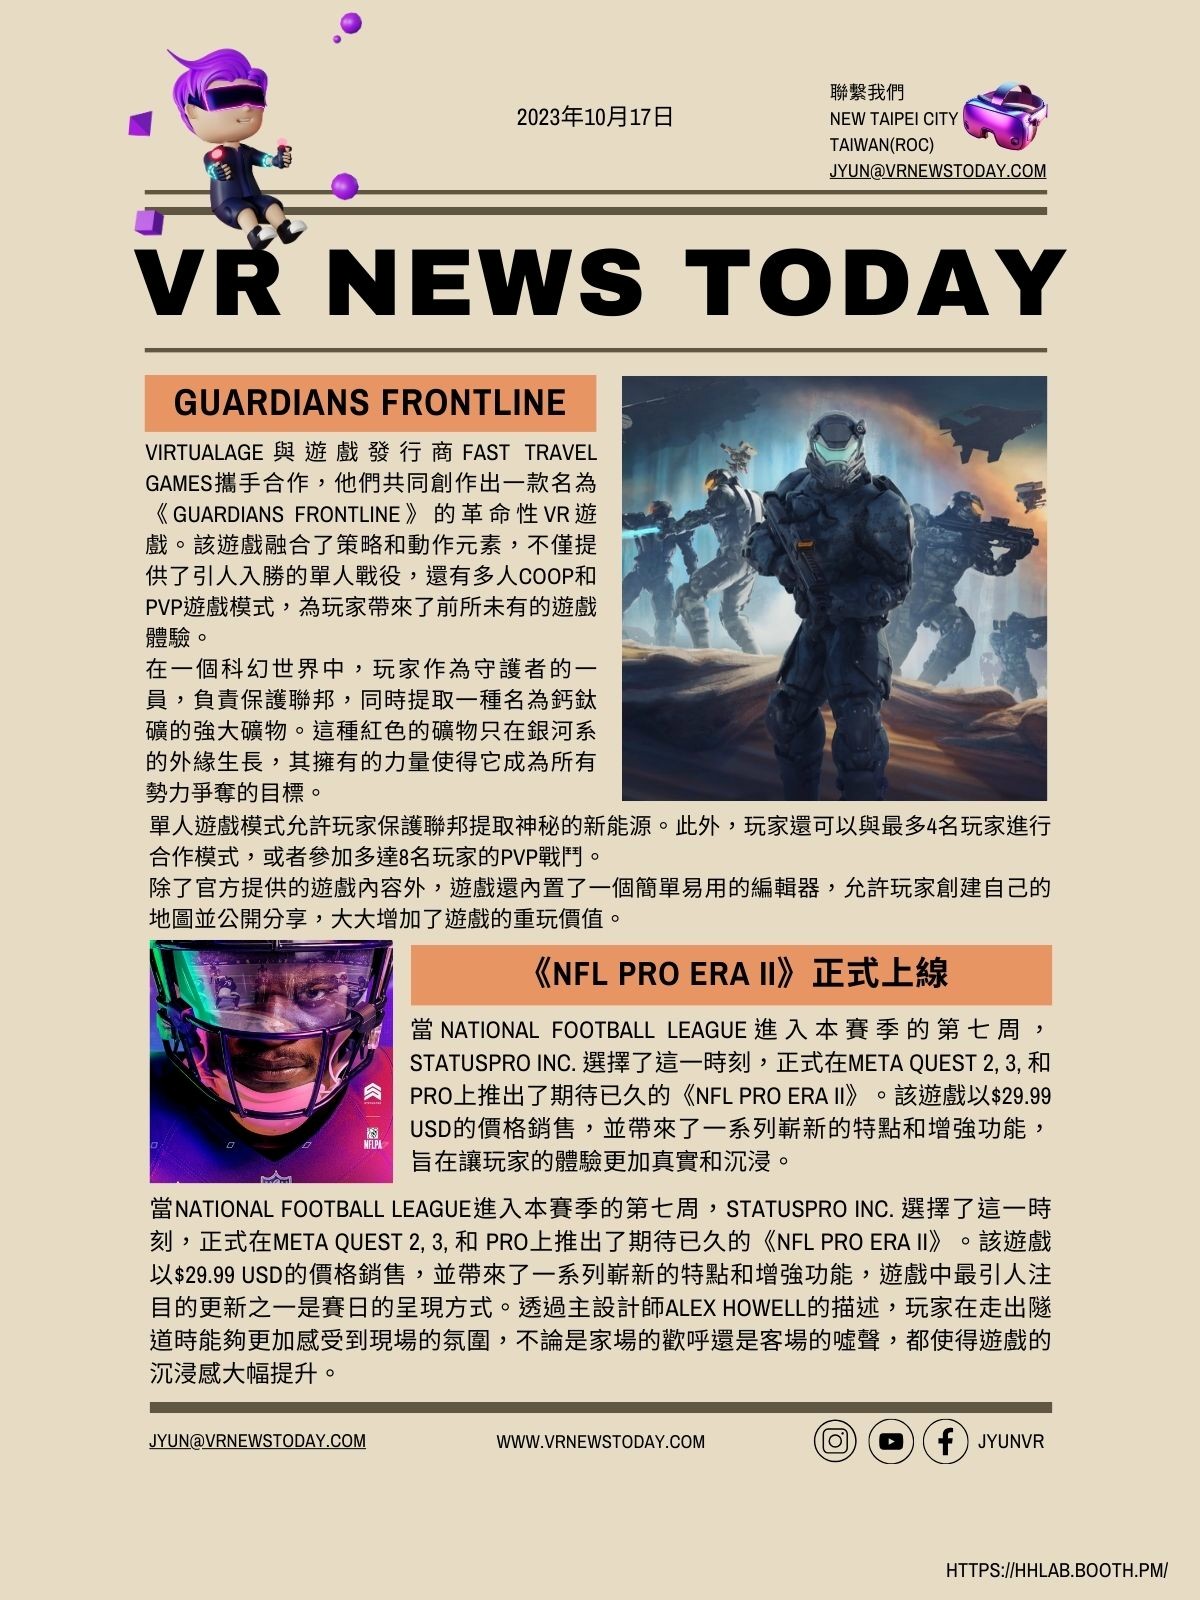 2023年10月17日
聯繫我們
NEW TAIPEI CITY
TAIWAN(ROC)
JYUN@VRNEWSTODAY.COM
VR NEWS TODAY
GUARDIANS FRONTLINE
VIRTUALAGE與遊戲發行商FAST TRAVEL
GAMES攜手合作，他們共同創作出一款名為
《GUARDIANS FRONTLINE》的革命性VR遊
戲。該遊戲融合了策略和動作元素，不僅提
供了引人入勝的單人戰役，還有多人COOP和
PVP遊戲模式，為玩家帶來了前所未有的遊戲
體驗。
在一個科幻世界中，玩家作為守護者的一
員，負責保護聯邦，同時提取一種名為鈣鈦
礦的強大礦物。這種紅色的礦物只在銀河系
的外緣生長，其擁有的力量使得它成為所有
勢力爭奪的目標。
單人遊戲模式允許玩家保護聯邦提取神秘的新能源。此外，玩家還可以與最多4名玩家進行
合作模式，或者參加多達8名玩家的PVP戰鬥。
除了官方提供的遊戲內容外，遊戲還內置了一個簡單易用的編輯器，允許玩家創建自己的
地圖並公開分享，大大增加了遊戲的重玩價值。
《NFL PRO ERA II》正式上線
當NATIONAL FOOTBALL LEAGUE進入本賽季的第七周，
STATUSPRO INC. 選擇了這一時刻，正式在META QUEST 2, 3, 和
PRO上推出了期待已久的《NFL PRO ERA II》。該遊戲以$29.99
USD的價格銷售，並帶來了一系列嶄新的特點和增強功能，
旨在讓玩家的體驗更加真實和沉浸。
NFLPA
當NATIONAL FOOTBALL LEAGUE進入本賽季的第七周，STATUSPRO INC. 選擇了這一時
刻，正式在META QUEST 2, 3, 和 PRO上推出了期待已久的《NFL PRO ERA II》。該遊戲
以$29.99 USD的價格銷售，並帶來了一系列嶄新的特點和增強功能，遊戲中最引人注
目的更新之一是賽日的呈現方式。透過主設計師ALEX HOWELL的描述，玩家在走出隧
道時能夠更加感受到現場的氛圍，不論是家場的歡呼還是客場的噓聲，都使得遊戲的
沉浸感大幅提升。
JYUN@VRNEWSTODAY.COM
WWW.VRNEWSTODAY.COM
JYUNVR
HTTPS://HHLAB.BOOTH.PM/